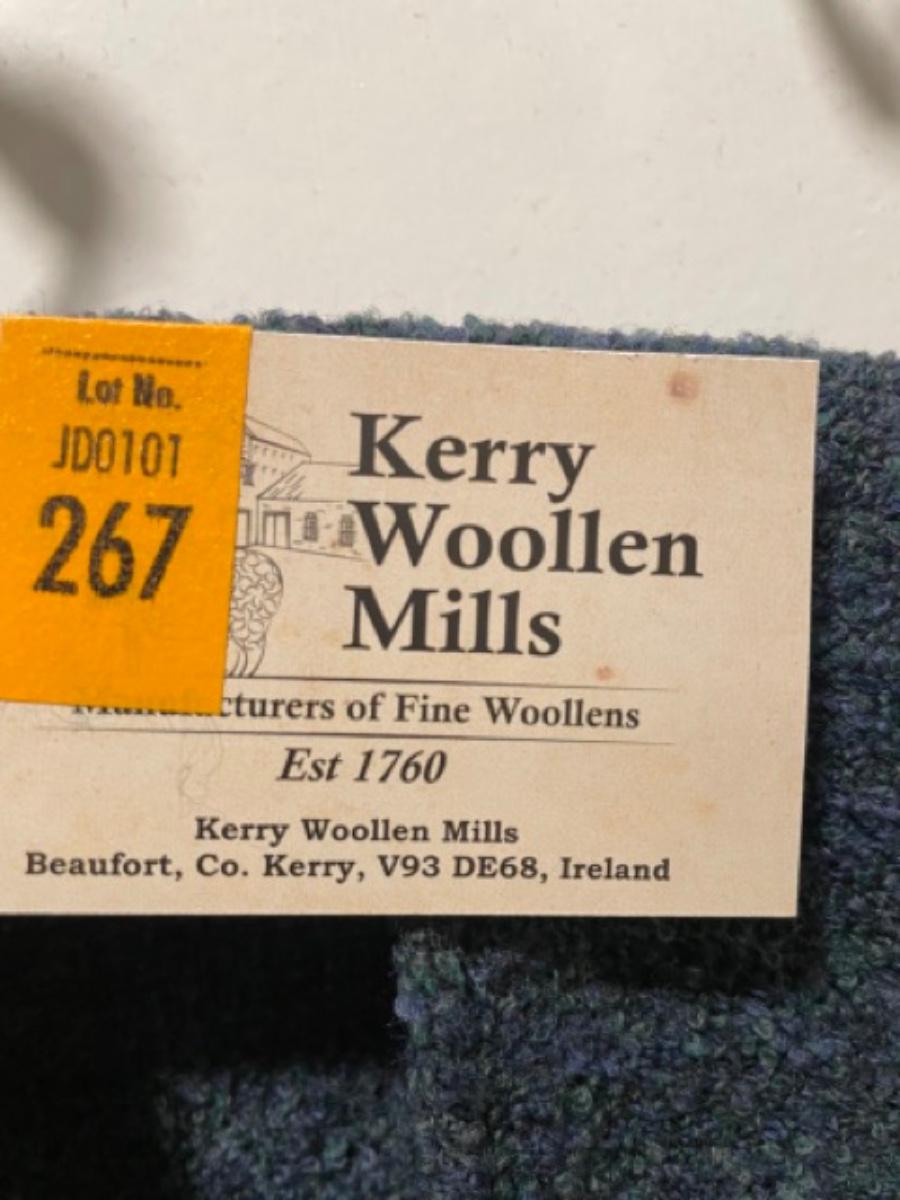 Lot No.
JD0101
267
Kerry
Woollen
Mills
Manufacturers of Fine Woollens
Est 1760
Kerry Woollen Mills
Beaufort, Co. Kerry, V93 DE68, Ireland